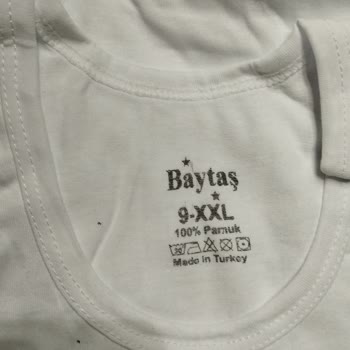 Baytaş
9-XXL
100% Pamuk
Made in Turkey